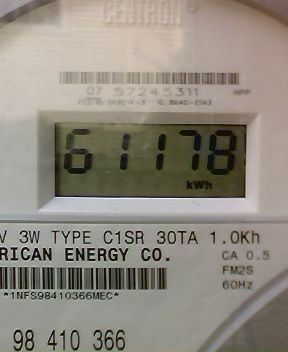 CENTRON®
07 57245311 HPP
61178
kWh
V 3W TYPE C1SR 30TA 1.0Kh
RICAN ENERGY CO. CA 0.5
FM2S
*1NFS98410366MEC* 60Hz
98 410 366